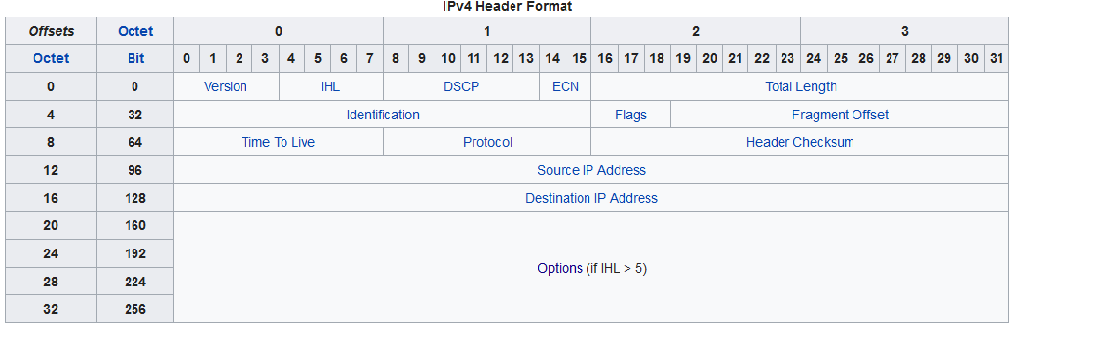 IPv4 Header Format
Offsets Octet 0 1 2 3
Octet Bit 0 1 2 3 4 5 6 7 8 9 10 11 12 13 14 15 16 17 18 19 20 21 22 23 24 25 26 27 28 29 30 31
0 0 Version IHL DSCP ECN Total Length
4 32 Identification Flags Fragment Offset
8 64 Time To Live Protocol Header Checksum
12 96 Source IP Address
16 128 Destination IP Address
20 160
24 192
Options (if IHL > 5)
28 224
32 256